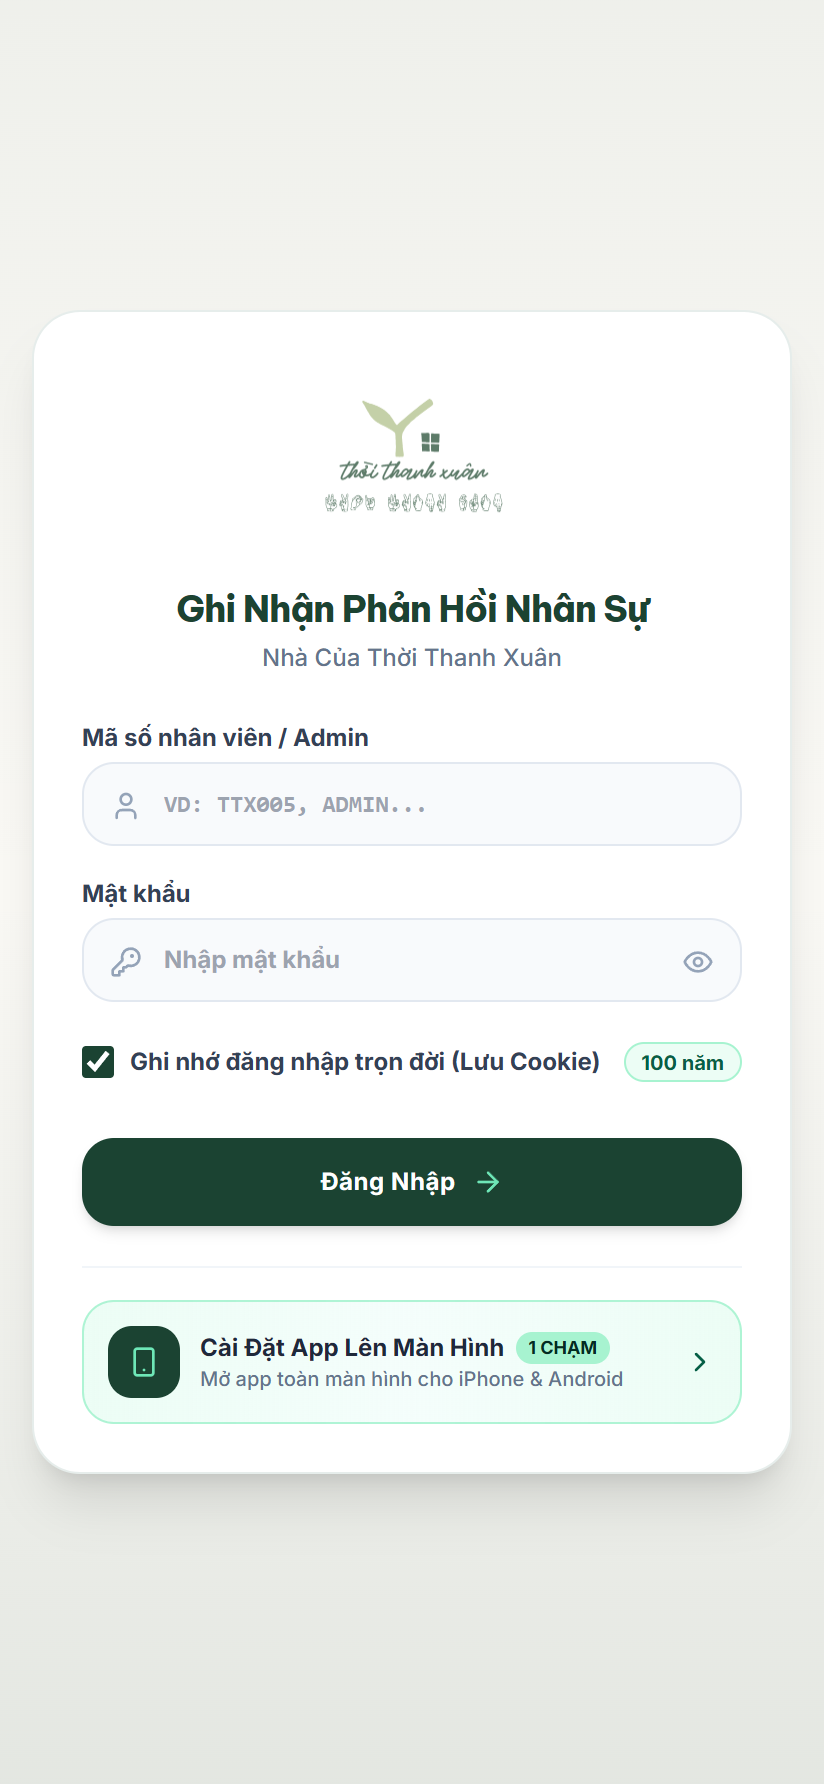 thời thanh xuân
Ghi Nhận Phản Hồi Nhân Sự
Nhà Của Thời Thanh Xuân
Mã số nhân viên / Admin
VD: TTX005, ADMIN...
Mật khẩu
Nhập mật khẩu
Ghi nhớ đăng nhập trọn đời (Lưu Cookie) 100 năm
Đăng Nhập
Cài Đặt App Lên Màn Hình 1 CHẠM
Mở app toàn màn hình cho iPhone & Android